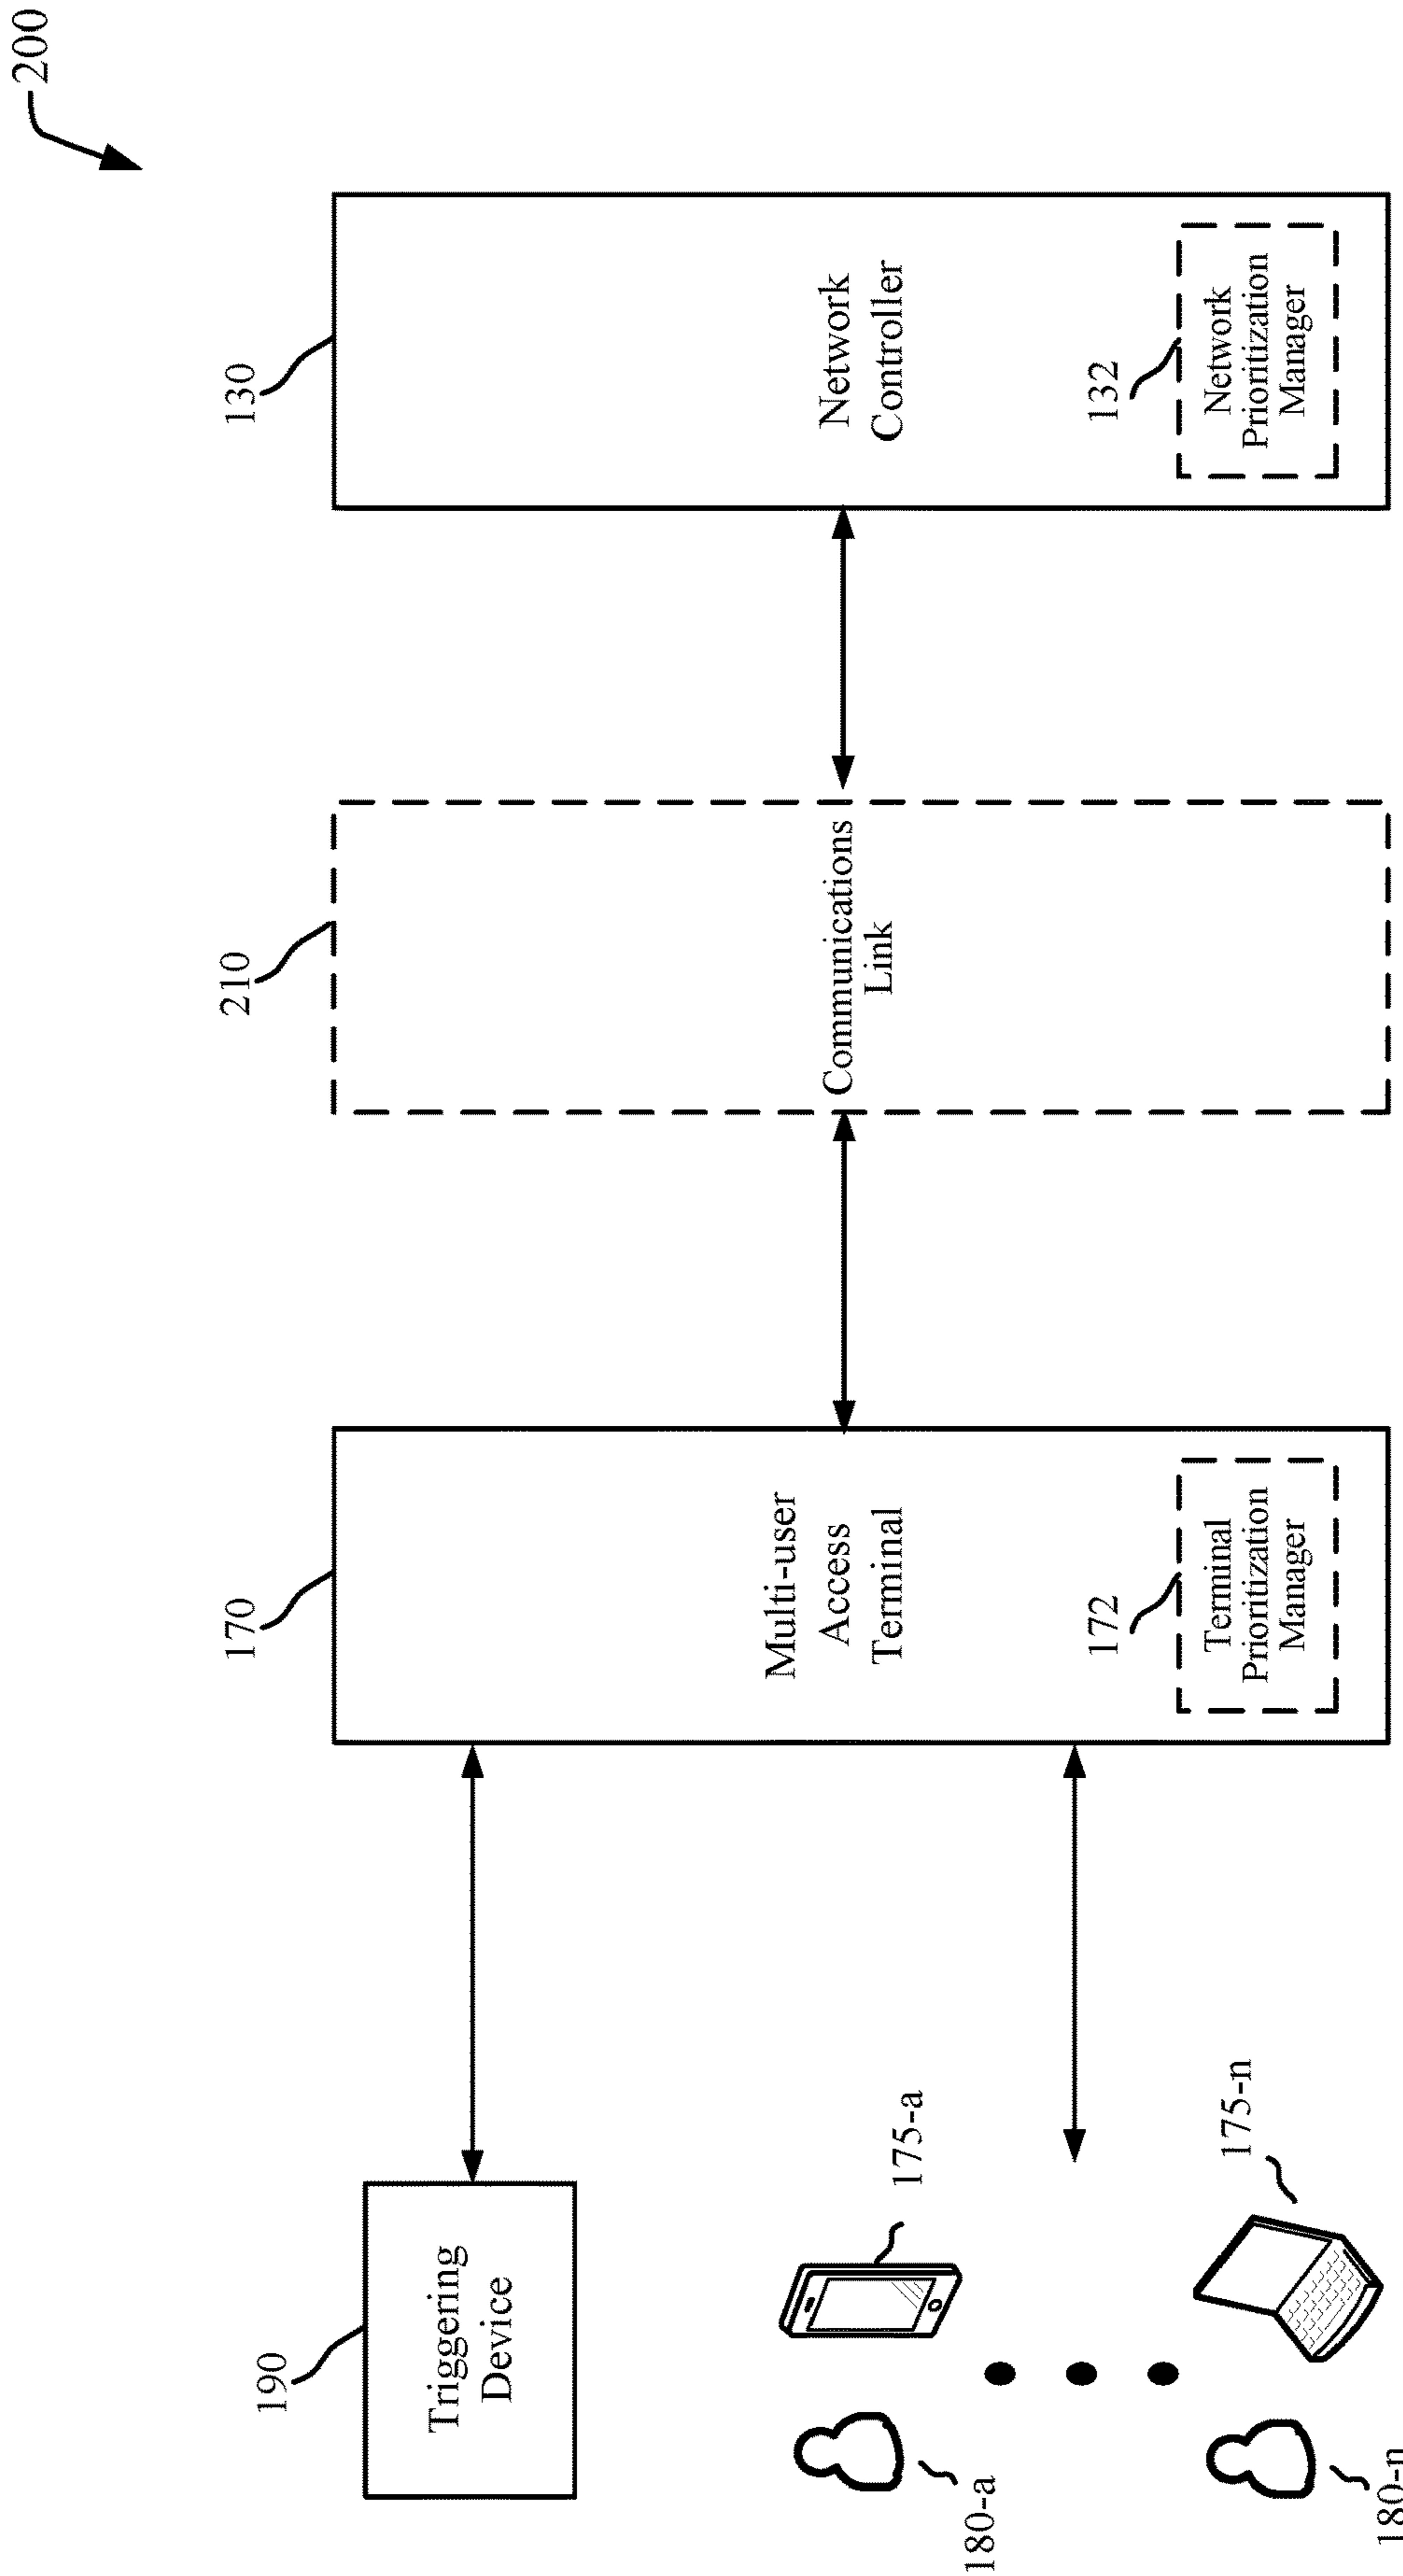 200
190
Triggering
Device
170
Multi-user
Access
Terminal
172
Terminal
Prioritization
Manager
210
Communications
Link
130
Network
Controller
132
Network
Prioritization
Manager
175-a
180-a
175-n
180-n